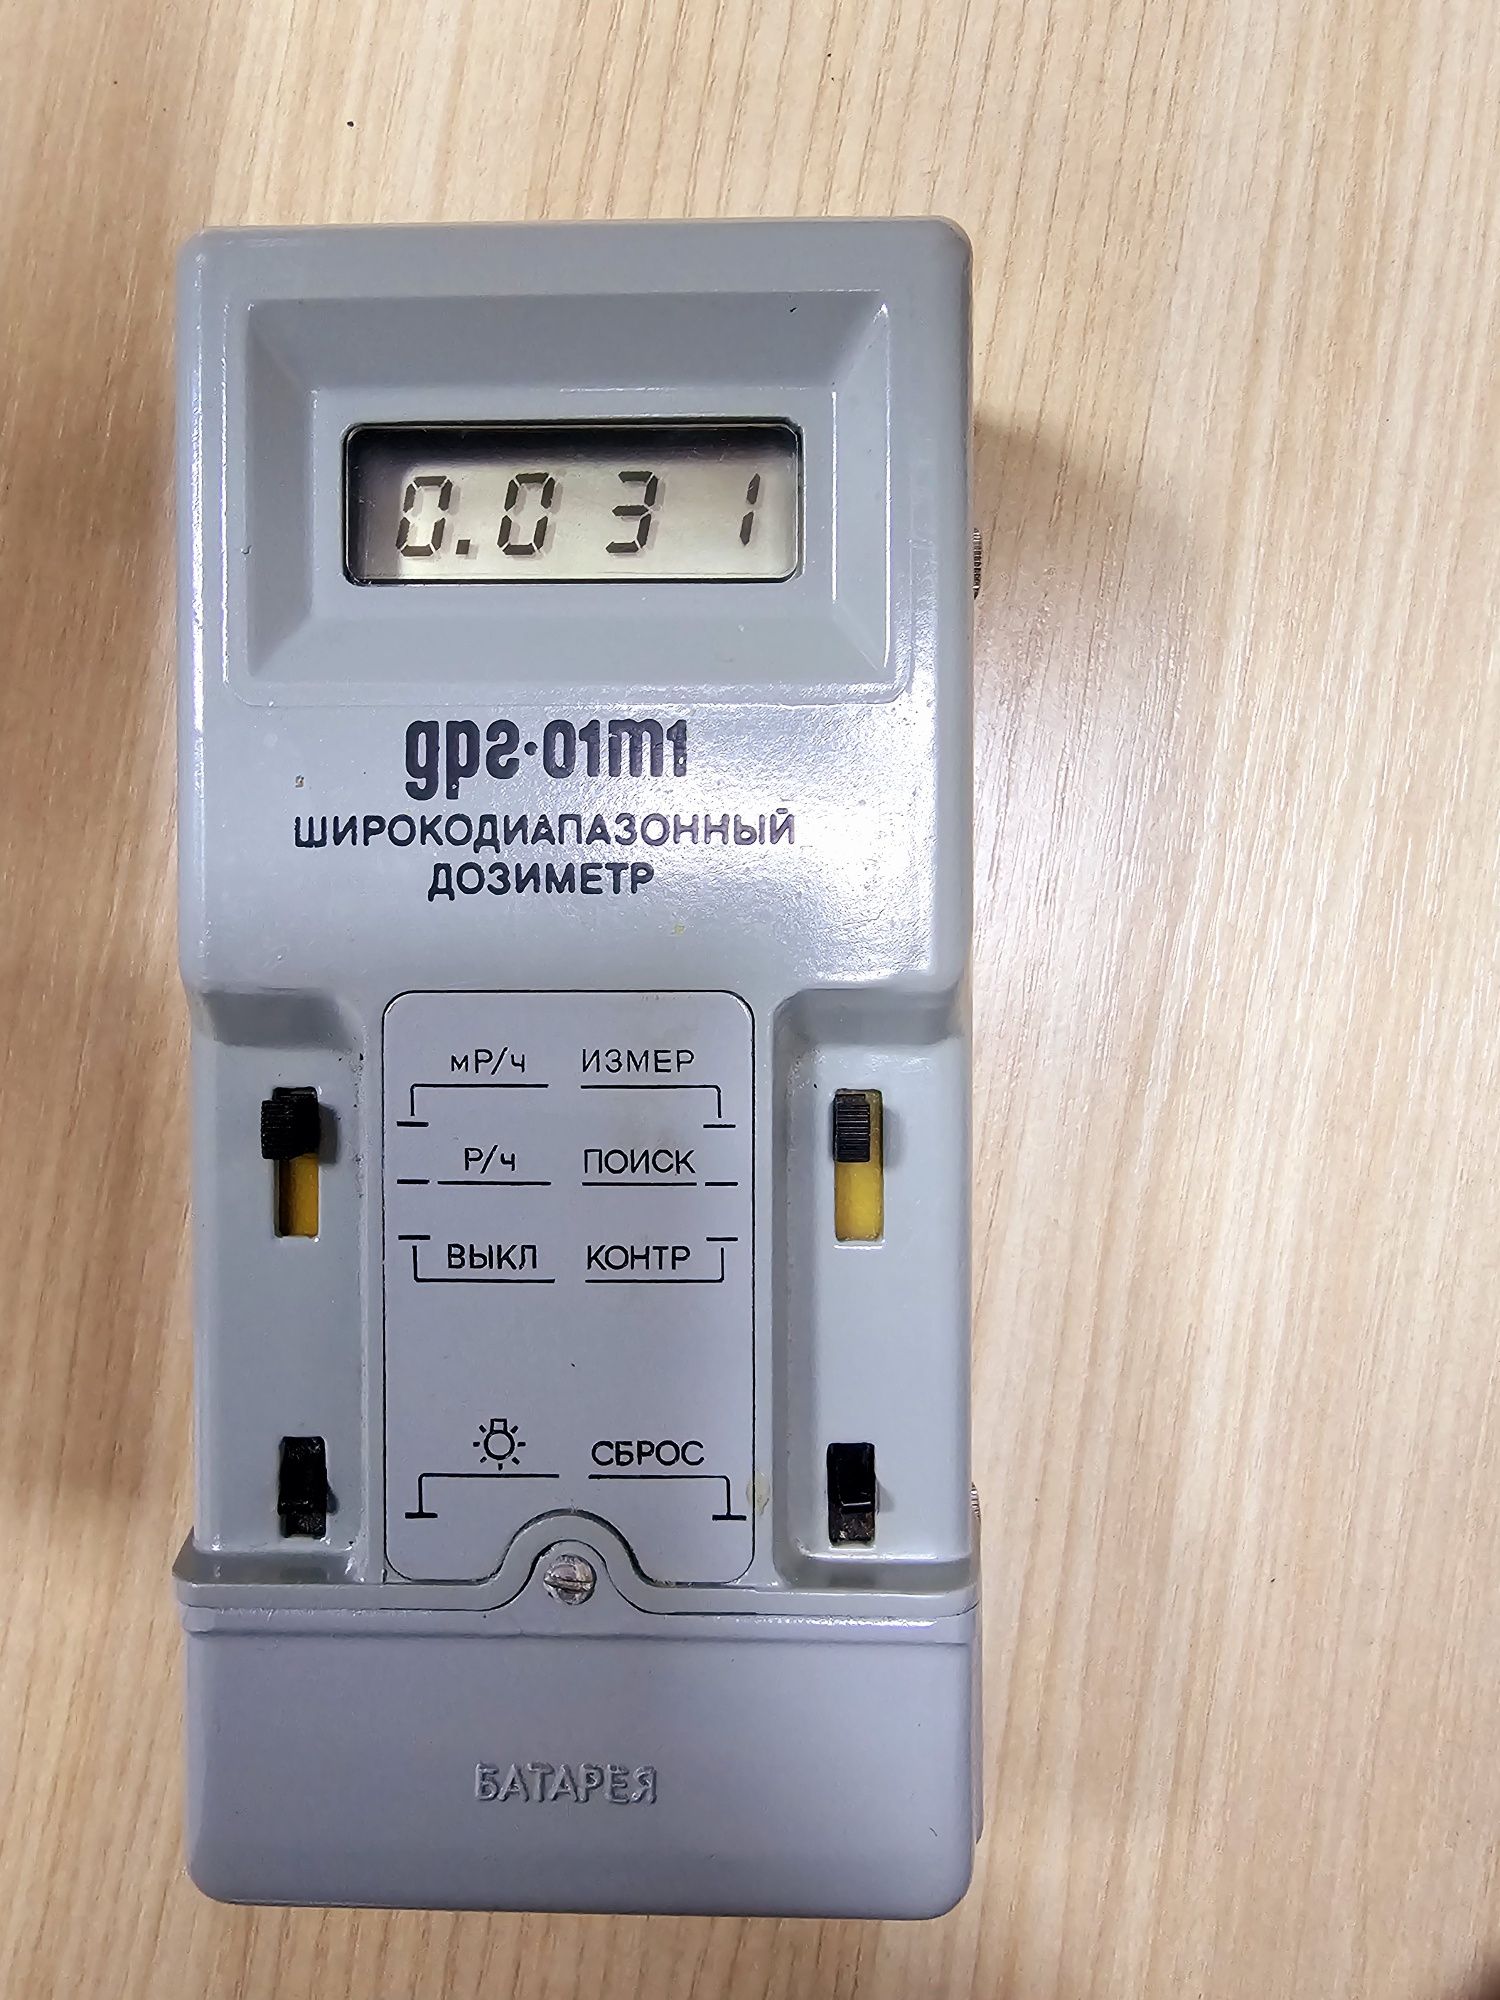 0.031
дрг·01т1
ШИРОКОДИАПАЗОННЫЙ
ДОЗИМЕТР
мР/ч ИЗМЕР
Р/ч ПОИСК
ВЫКЛ КОНТР
СБРОС
БАТАРЕЯ